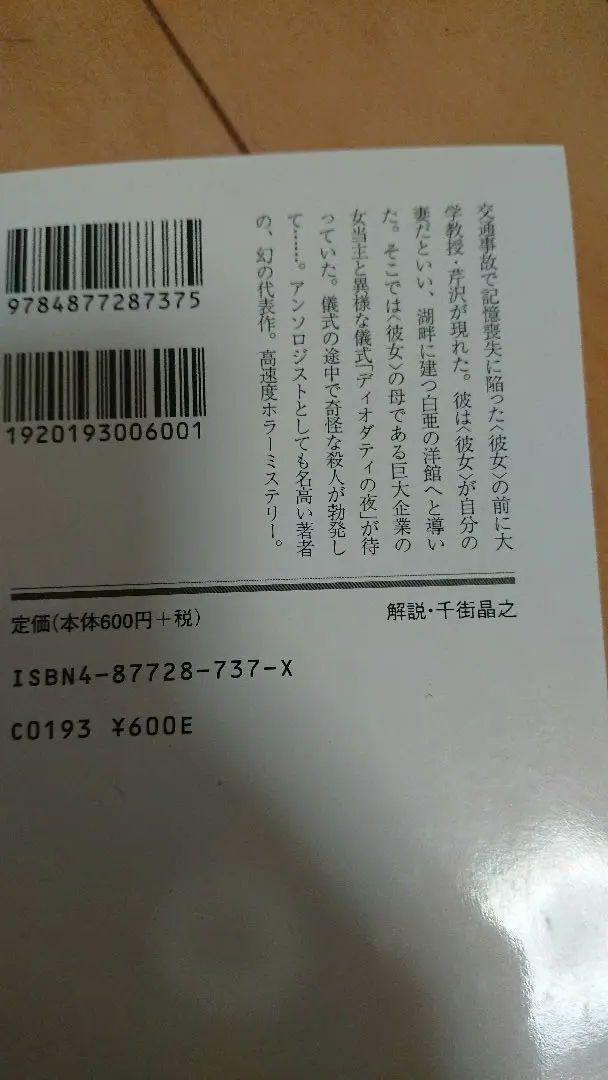 交通事故で記憶喪失に陥った〈彼女〉の前に大
学教授・芹沢が現れた。彼は〈彼女〉が自分の
妻だといい、湖畔に建つ白亜の洋館へと導い
た。そこでは〈彼女〉の母である巨大企業の
女当主と異様な儀式「ディオダティの夜」が待
っていた。儀式の途中で奇怪な殺人が勃発し
て……。アンソロジストとしても名高い著者
の、幻の代表作。高速度ホラーミステリー。
9784877287375
1920193006001
解説・千街晶之
定価(本体600円+税)
ISBN4-87728-737-X
C0193 ¥600E